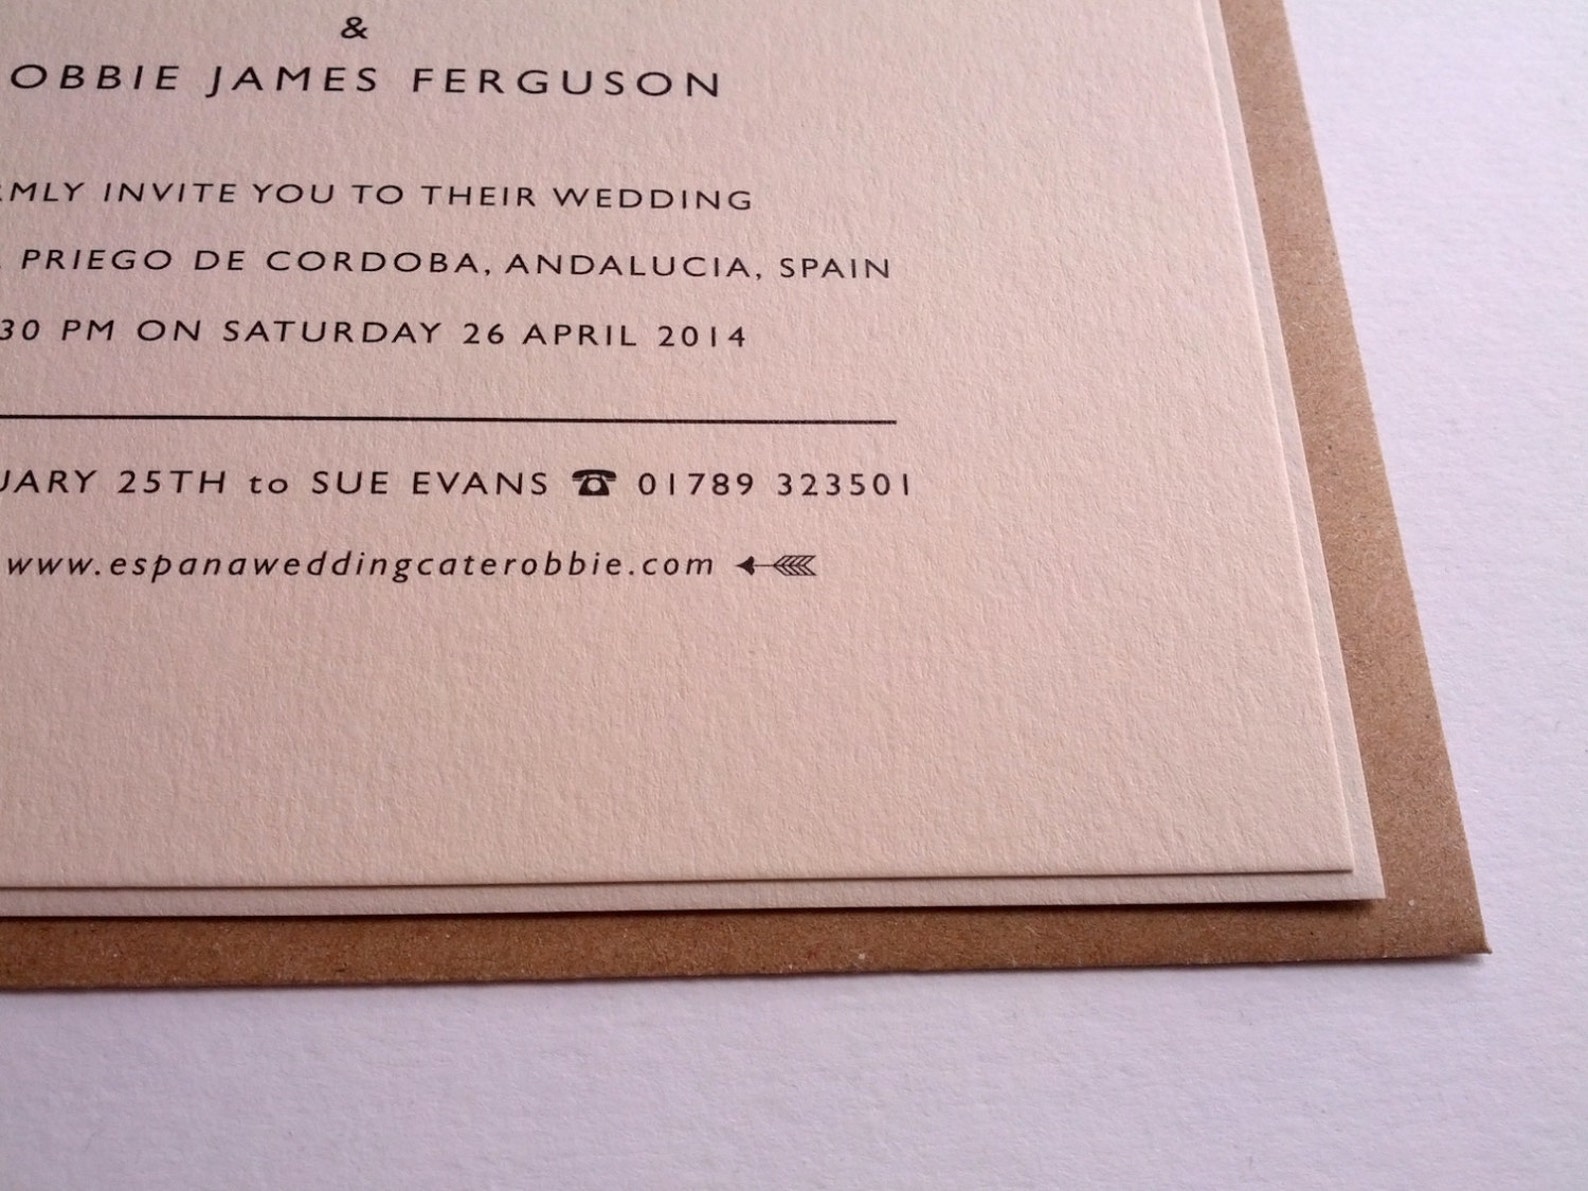 &
OBBIE JAMES FERGUSON
RMLY INVITE YOU TO THEIR WEDDING
PRIEGO DE CORDOBA, ANDALUCIA, SPAIN
30 PM ON SATURDAY 26 APRIL 2014
UARY 25TH to SUE EVANS ☎ 01789 323501
www.espanaweddingcaterobbie.com